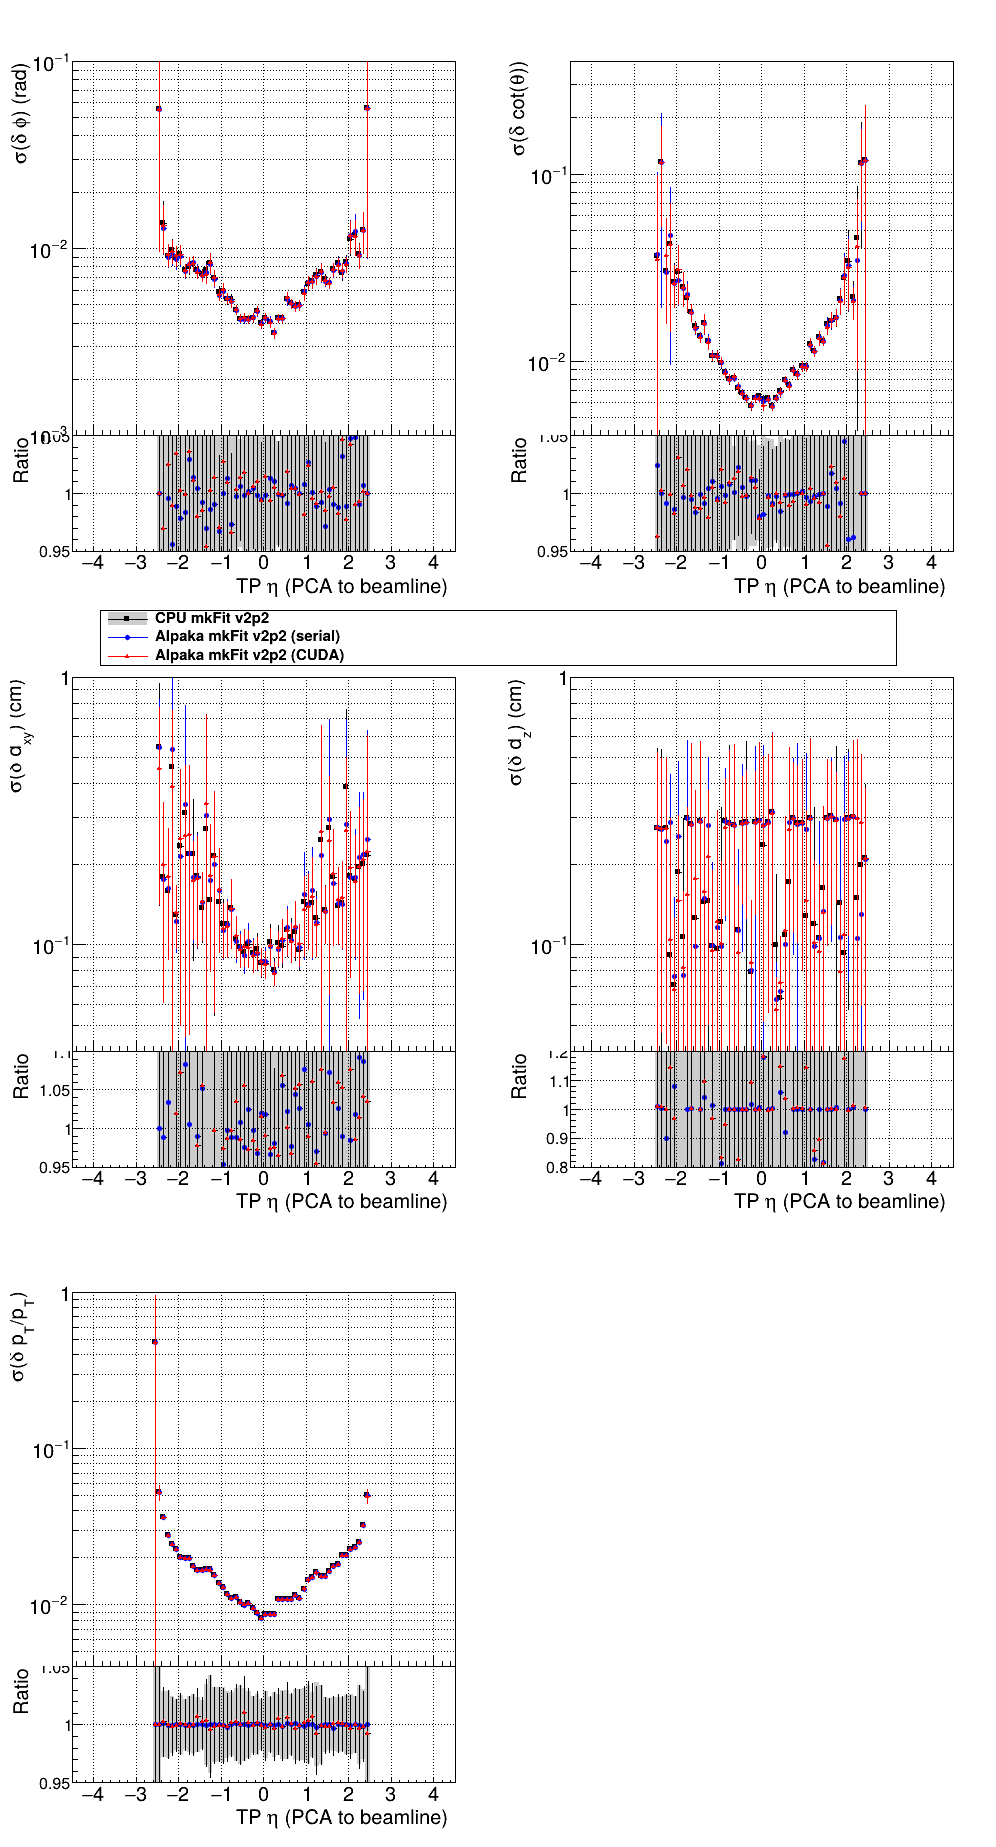 σ(δ φ) (rad)
10⁻¹
10⁻²
10⁻³
Ratio
1.05
1
0.95
−4 −3 −2 −1 0 1 2 3 4
TP η (PCA to beamline)
σ(δ cot(θ))
10⁻¹
10⁻²
Ratio
1.05
1
0.95
−4 −3 −2 −1 0 1 2 3 4
TP η (PCA to beamline)
CPU mkFit v2p2
Alpaka mkFit v2p2 (serial)
Alpaka mkFit v2p2 (CUDA)
σ(δ d_xy) (cm)
1
10⁻¹
Ratio
1.1
1.05
1
0.95
−4 −3 −2 −1 0 1 2 3 4
TP η (PCA to beamline)
σ(δ d_z) (cm)
1
10⁻¹
Ratio
1.2
1.1
1
0.9
0.8
−4 −3 −2 −1 0 1 2 3 4
TP η (PCA to beamline)
σ(δ p_T/p_T)
1
10⁻¹
10⁻²
Ratio
1.05
1
0.95
−4 −3 −2 −1 0 1 2 3 4
TP η (PCA to beamline)